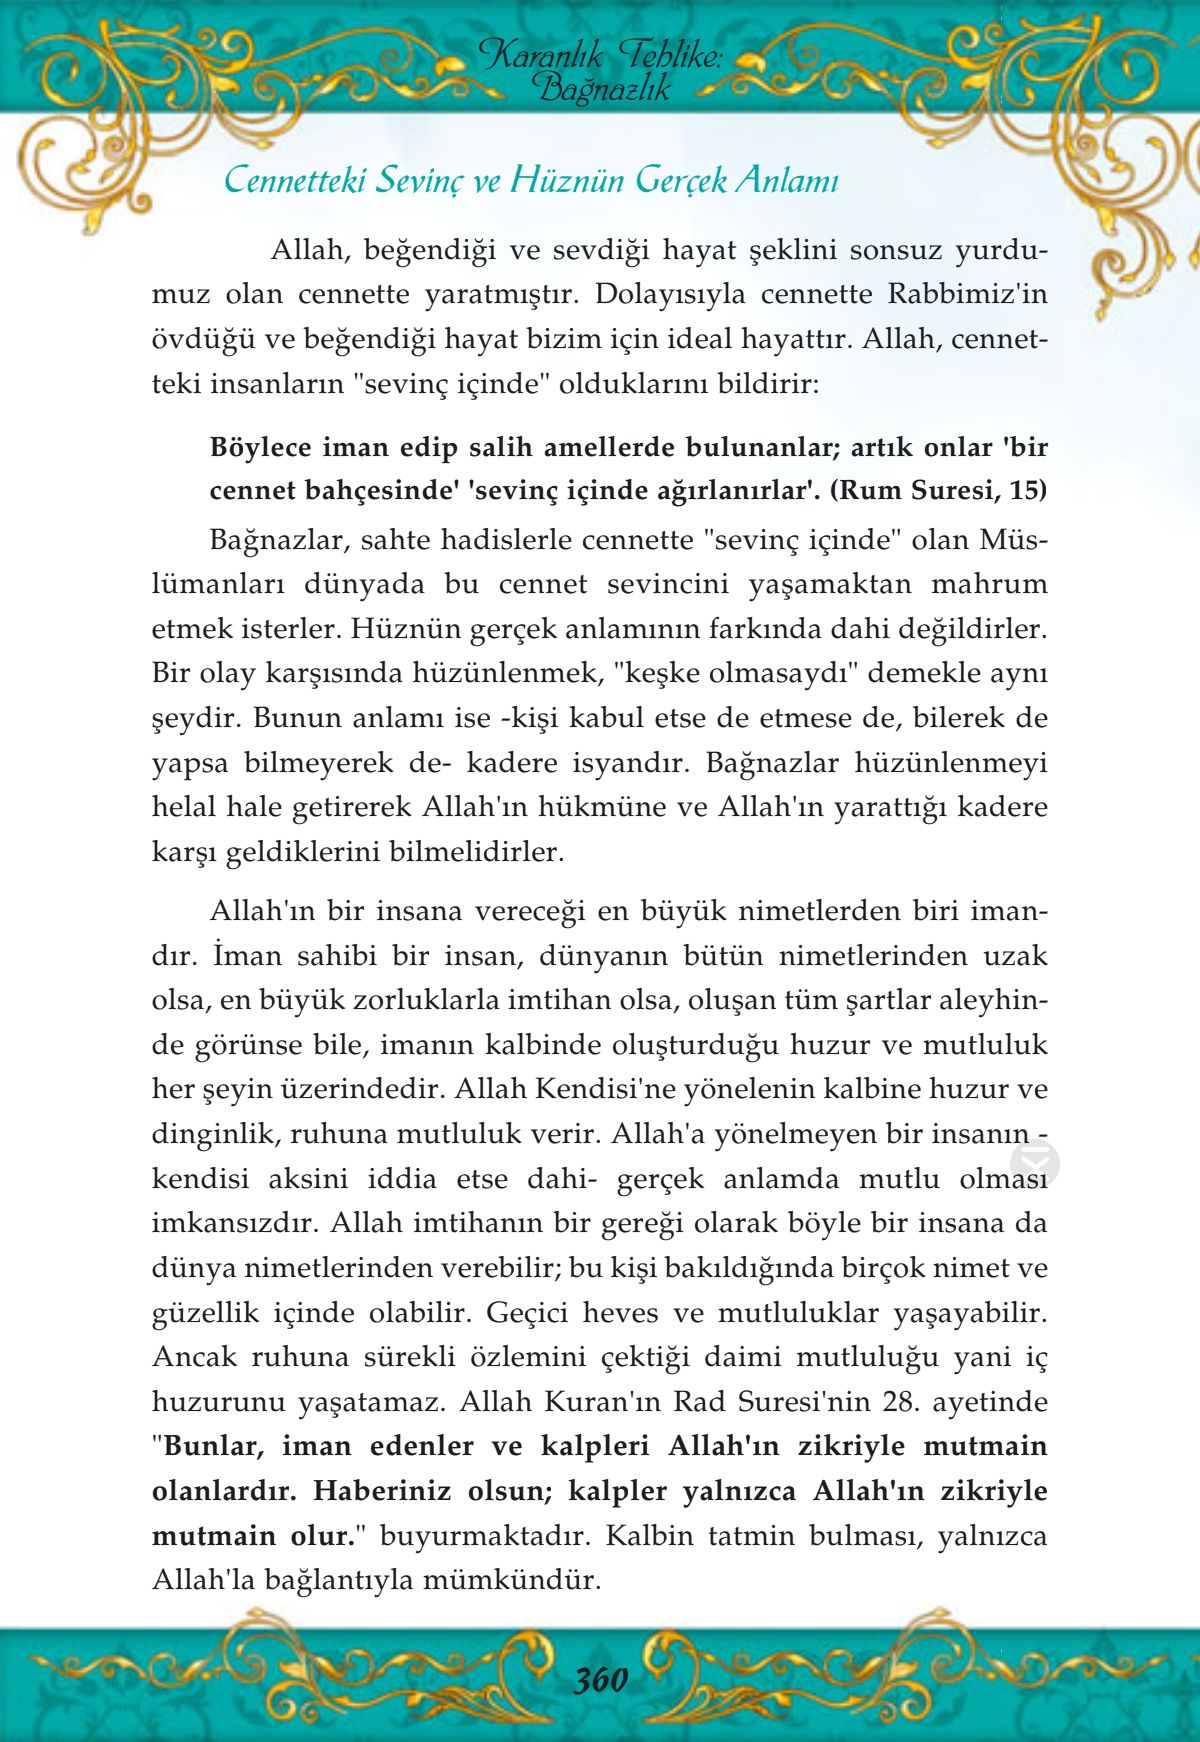 Karanlık Tehlike:
Bağnazlık
Cennetteki Sevinç ve Hüznün Gerçek Anlamı
Allah, beğendiği ve sevdiği hayat şeklini sonsuz yurdu-
muz olan cennette yaratmıştır. Dolayısıyla cennette Rabbimiz'in
övdüğü ve beğendiği hayat bizim için ideal hayattır. Allah, cennet-
teki insanların "sevinç içinde" olduklarını bildirir:
Böylece iman edip salih amellerde bulunanlar; artık onlar 'bir
cennet bahçesinde' 'sevinç içinde ağırlanırlar'. (Rum Suresi, 15)
Bağnazlar, sahte hadislerle cennette "sevinç içinde" olan Müs-
lümanları dünyada bu cennet sevincini yaşamaktan mahrum
etmek isterler. Hüznün gerçek anlamının farkında dahi değildirler.
Bir olay karşısında hüzünlenmek, "keşke olmasaydı" demekle aynı
şeydir. Bunun anlamı ise -kişi kabul etse de etmese de, bilerek de
yapsa bilmeyerek de- kadere isyandır. Bağnazlar hüzünlenmeyi
helal hale getirerek Allah'ın hükmüne ve Allah'ın yarattığı kadere
karşı geldiklerini bilmelidirler.
Allah'ın bir insana vereceği en büyük nimetlerden biri iman-
dır. İman sahibi bir insan, dünyanın bütün nimetlerinden uzak
olsa, en büyük zorluklarla imtihan olsa, oluşan tüm şartlar aleyhin-
de görünse bile, imanın kalbinde oluşturduğu huzur ve mutluluk
her şeyin üzerindedir. Allah Kendisi'ne yönelenin kalbine huzur ve
dinginlik, ruhuna mutluluk verir. Allah'a yönelmeyen bir insanın -
kendisi aksini iddia etse dahi- gerçek anlamda mutlu olması
imkansızdır. Allah imtihanın bir gereği olarak böyle bir insana da
dünya nimetlerinden verebilir; bu kişi bakıldığında birçok nimet ve
güzellik içinde olabilir. Geçici heves ve mutluluklar yaşayabilir.
Ancak ruhuna sürekli özlemini çektiği daimi mutluluğu yani iç
huzurunu yaşatamaz. Allah Kuran'ın Rad Suresi'nin 28. ayetinde
"Bunlar, iman edenler ve kalpleri Allah'ın zikriyle mutmain
olanlardır. Haberiniz olsun; kalpler yalnızca Allah'ın zikriyle
mutmain olur." buyurmaktadır. Kalbin tatmin bulması, yalnızca
Allah'la bağlantıyla mümkündür.
360